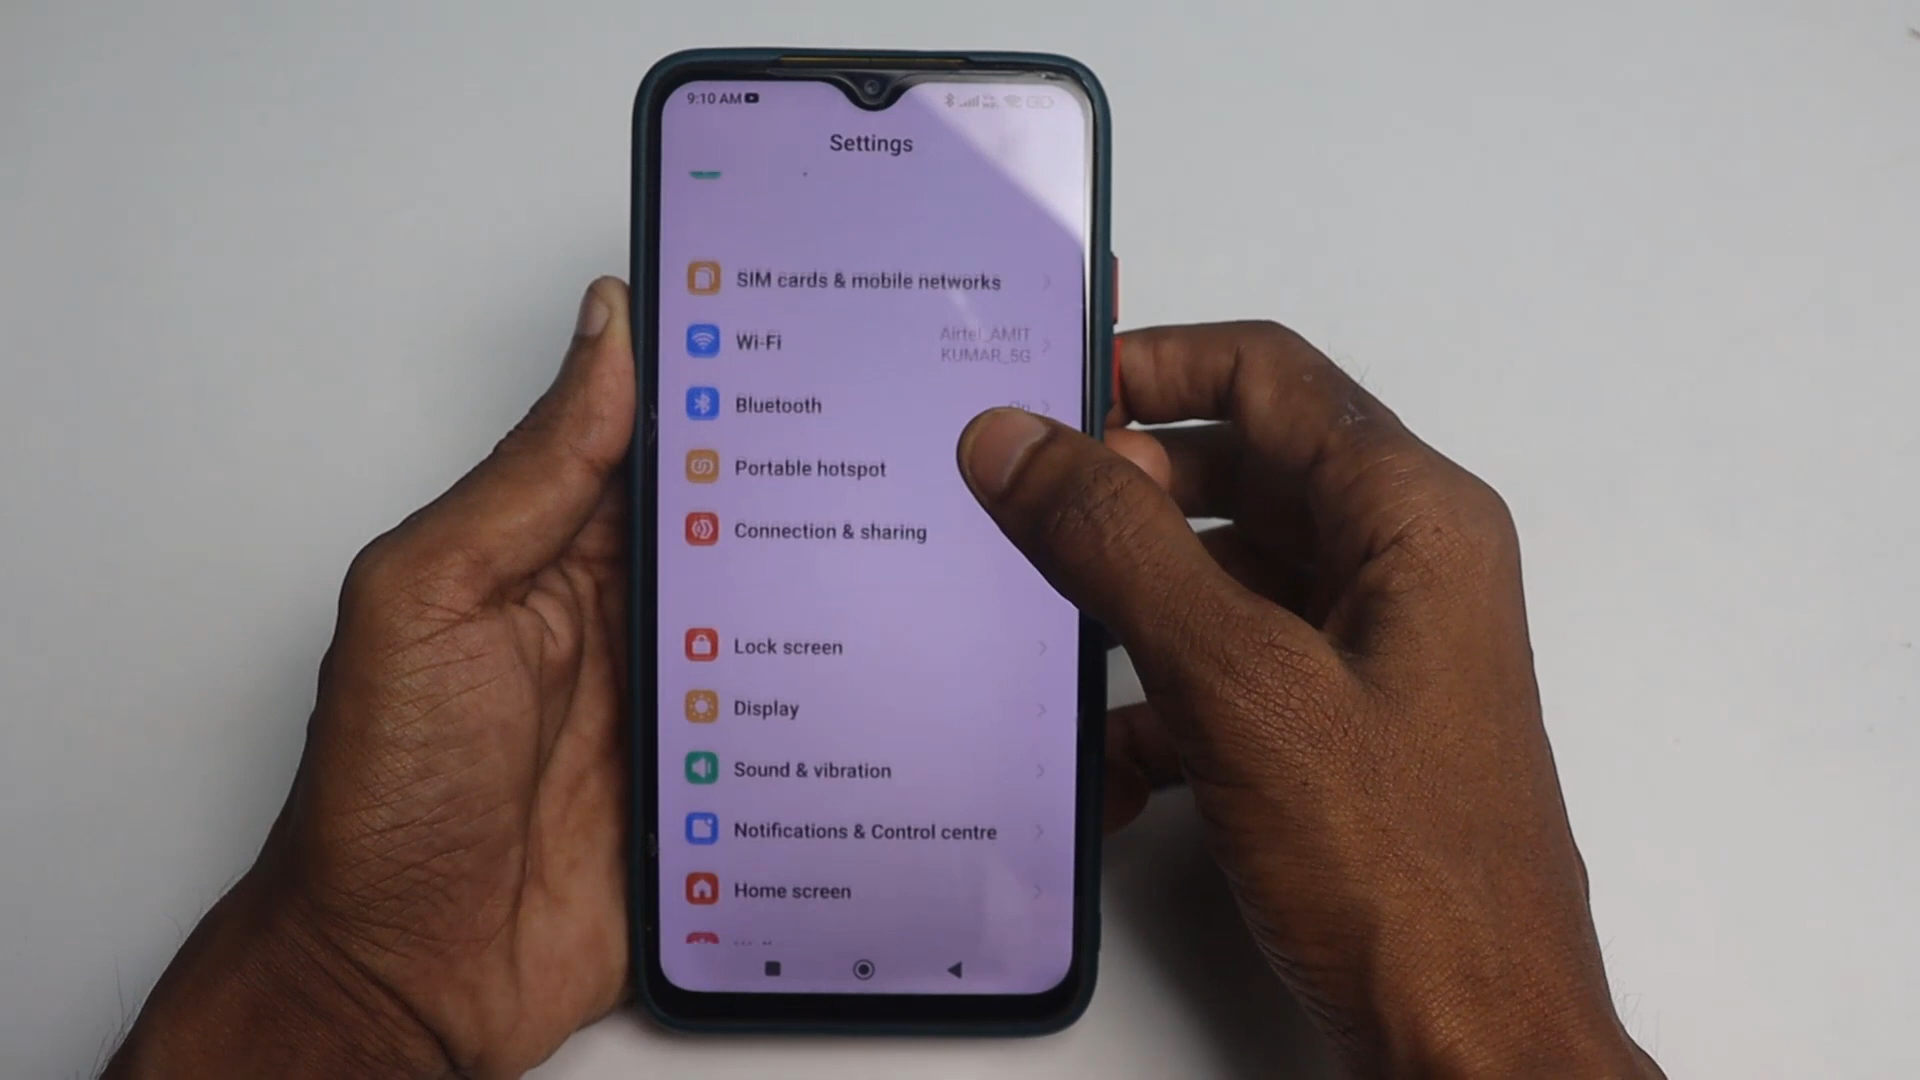 9:10 AM
Settings
SIM cards & mobile networks
Wi-Fi
Airtel_AMIT
KUMAR_5G
Bluetooth
On
Portable hotspot
Connection & sharing
Lock screen
Display
Sound & vibration
Notifications & Control centre
Home screen